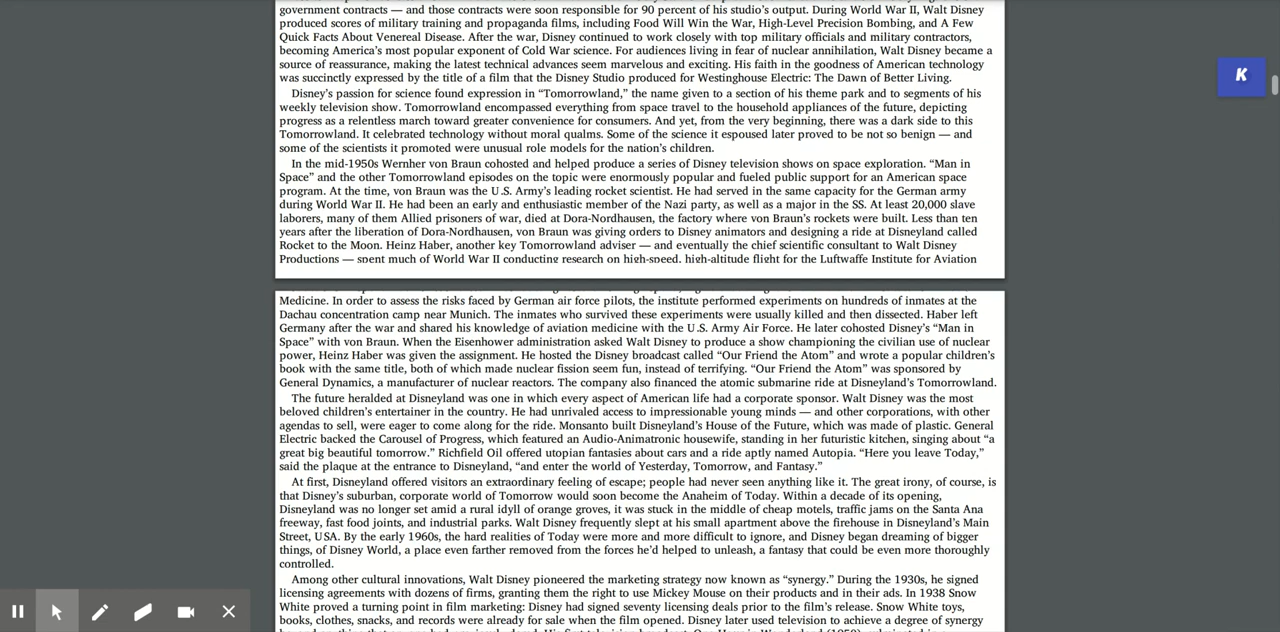 government contracts — and those contracts were soon responsible for 90 percent of his studio’s output. During World War II, Walt Disney
produced scores of military training and propaganda films, including Food Will Win the War, High-Level Precision Bombing, and A Few
Quick Facts About Venereal Disease. After the war, Disney continued to work closely with top military officials and military contractors,
becoming America’s most popular exponent of Cold War science. For audiences living in fear of nuclear annihilation, Walt Disney became a
source of reassurance, making the latest technical advances seem marvelous and exciting. His faith in the goodness of American technology
was succinctly expressed by the title of a film that the Disney Studio produced for Westinghouse Electric: The Dawn of Better Living.
Disney’s passion for science found expression in “Tomorrowland,” the name given to a section of his theme park and to segments of his
weekly television show. Tomorrowland encompassed everything from space travel to the household appliances of the future, depicting
progress as a relentless march toward greater convenience for consumers. And yet, from the very beginning, there was a dark side to this
Tomorrowland. It celebrated technology without moral qualms. Some of the science it espoused later proved to be not so benign — and
some of the scientists it promoted were unusual role models for the nation’s children.
In the mid-1950s Wernher von Braun cohosted and helped produce a series of Disney television shows on space exploration. “Man in
Space” and the other Tomorrowland episodes on the topic were enormously popular and fueled public support for an American space
program. At the time, von Braun was the U.S. Army’s leading rocket scientist. He had served in the same capacity for the German army
during World War II. He had been an early and enthusiastic member of the Nazi party, as well as a major in the SS. At least 20,000 slave
laborers, many of them Allied prisoners of war, died at Dora-Nordhausen, the factory where von Braun’s rockets were built. Less than ten
years after the liberation of Dora-Nordhausen, von Braun was giving orders to Disney animators and designing a ride at Disneyland called
Rocket to the Moon. Heinz Haber, another key Tomorrowland adviser — and eventually the chief scientific consultant to Walt Disney
Productions — spent much of World War II conducting research on high-speed, high-altitude flight for the Luftwaffe Institute for Aviation
Medicine. In order to assess the risks faced by German air force pilots, the institute performed experiments on hundreds of inmates at the
Dachau concentration camp near Munich. The inmates who survived these experiments were usually killed and then dissected. Haber left
Germany after the war and shared his knowledge of aviation medicine with the U.S. Army Air Force. He later cohosted Disney’s “Man in
Space” with von Braun. When the Eisenhower administration asked Walt Disney to produce a show championing the civilian use of nuclear
power, Heinz Haber was given the assignment. He hosted the Disney broadcast called “Our Friend the Atom” and wrote a popular children’s
book with the same title, both of which made nuclear fission seem fun, instead of terrifying. “Our Friend the Atom” was sponsored by
General Dynamics, a manufacturer of nuclear reactors. The company also financed the atomic submarine ride at Disneyland’s Tomorrowland.
The future heralded at Disneyland was one in which every aspect of American life had a corporate sponsor. Walt Disney was the most
beloved children’s entertainer in the country. He had unrivaled access to impressionable young minds — and other corporations, with other
agendas to sell, were eager to come along for the ride. Monsanto built Disneyland’s House of the Future, which was made of plastic. General
Electric backed the Carousel of Progress, which featured an Audio-Animatronic housewife, standing in her futuristic kitchen, singing about “a
great big beautiful tomorrow.” Richfield Oil offered utopian fantasies about cars and a ride aptly named Autopia. “Here you leave Today,”
said the plaque at the entrance to Disneyland, “and enter the world of Yesterday, Tomorrow, and Fantasy.”
At first, Disneyland offered visitors an extraordinary feeling of escape; people had never seen anything like it. The great irony, of course, is
that Disney’s suburban, corporate world of Tomorrow would soon become the Anaheim of Today. Within a decade of its opening,
Disneyland was no longer set amid a rural idyll of orange groves, it was stuck in the middle of cheap motels, traffic jams on the Santa Ana
freeway, fast food joints, and industrial parks. Walt Disney frequently slept at his small apartment above the firehouse in Disneyland’s Main
Street, USA. By the early 1960s, the hard realities of Today were more and more difficult to ignore, and Disney began dreaming of bigger
things, of Disney World, a place even farther removed from the forces he’d helped to unleash, a fantasy that could be even more thoroughly
controlled.
Among other cultural innovations, Walt Disney pioneered the marketing strategy now known as “synergy.” During the 1930s, he signed
licensing agreements with dozens of firms, granting them the right to use Mickey Mouse on their products and in their ads. In 1938 Snow
White proved a turning point in film marketing: Disney had signed seventy licensing deals prior to the film’s release. Snow White toys,
books, clothes, snacks, and records were already for sale when the film opened. Disney later used television to achieve a degree of synergy
K